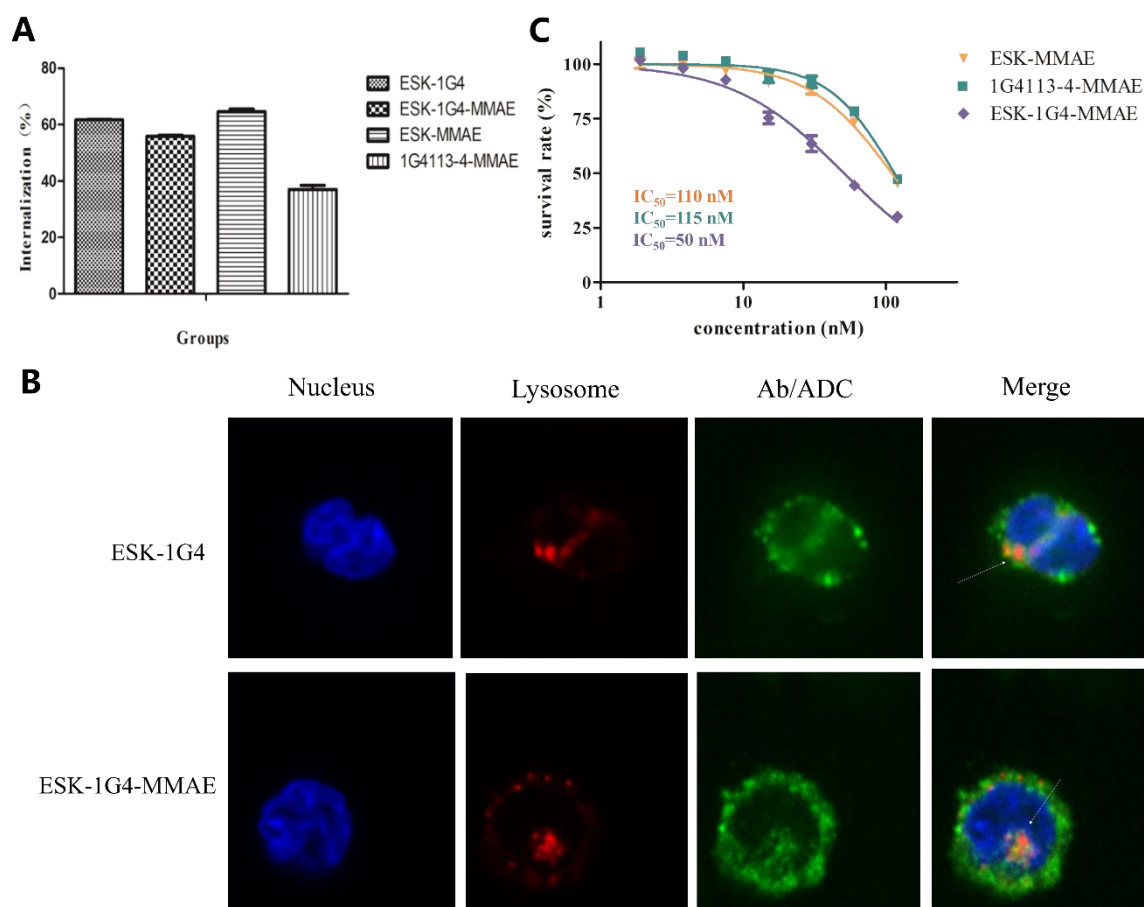 A
80
60
40
20
0
Internalization (%)
Groups
ESK-1G4
ESK-1G4-MMAE
ESK-MMAE
1G4113-4-MMAE
C
100
75
50
25
0
survival rate (%)
1
10
100
concentration (nM)
IC₅₀=110 nM
IC₅₀=115 nM
IC₅₀=50 nM
ESK-MMAE
1G4113-4-MMAE
ESK-1G4-MMAE
B
Nucleus
Lysosome
Ab/ADC
Merge
ESK-1G4
ESK-1G4-MMAE